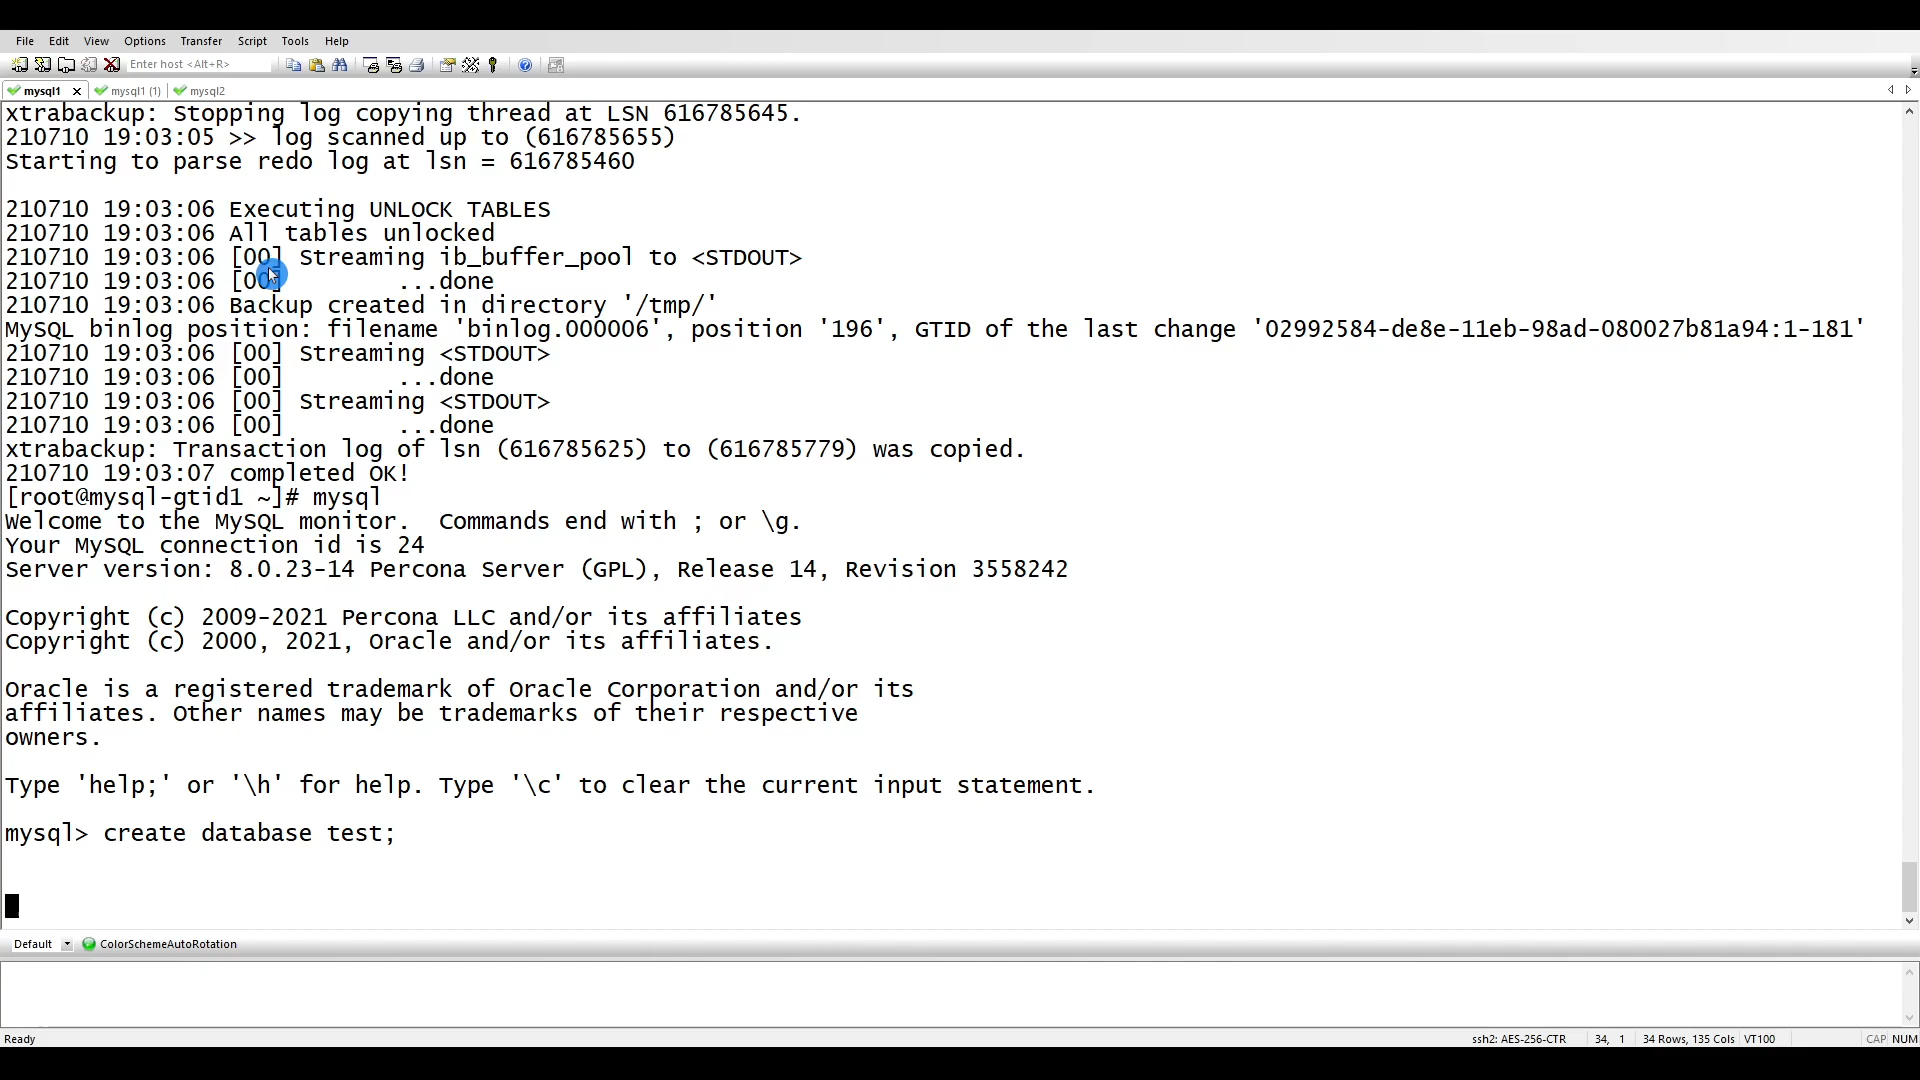 File Edit View Options Transfer Script Tools Help
Enter host <Alt+R>
mysql1 mysql1 (1) mysql2
xtrabackup: Stopping log copying thread at LSN 616785645.
210710 19:03:05 >> log scanned up to (616785655)
Starting to parse redo log at lsn = 616785460
210710 19:03:06 Executing UNLOCK TABLES
210710 19:03:06 All tables unlocked
210710 19:03:06 [00] Streaming ib_buffer_pool to <STDOUT>
210710 19:03:06 [00] ...done
210710 19:03:06 Backup created in directory '/tmp/'
MySQL binlog position: filename 'binlog.000006', position '196', GTID of the last change '02992584-de8e-11eb-98ad-080027b81a94:1-181'
210710 19:03:06 [00] Streaming <STDOUT>
210710 19:03:06 [00] ...done
210710 19:03:06 [00] Streaming <STDOUT>
210710 19:03:06 [00] ...done
xtrabackup: Transaction log of lsn (616785625) to (616785779) was copied.
210710 19:03:07 completed OK!
[root@mysql-gtid1 ~]# mysql
Welcome to the MySQL monitor.  Commands end with ; or \g.
Your MySQL connection id is 24
Server version: 8.0.23-14 Percona Server (GPL), Release 14, Revision 3558242
Copyright (c) 2009-2021 Percona LLC and/or its affiliates
Copyright (c) 2000, 2021, Oracle and/or its affiliates.
Oracle is a registered trademark of Oracle Corporation and/or its
affiliates. Other names may be trademarks of their respective
owners.
Type 'help;' or '\h' for help. Type '\c' to clear the current input statement.
mysql> create database test;
Default ColorSchemeAutoRotation
Ready ssh2: AES-256-CTR 34, 1 34 Rows, 135 Cols VT100 CAP NUM